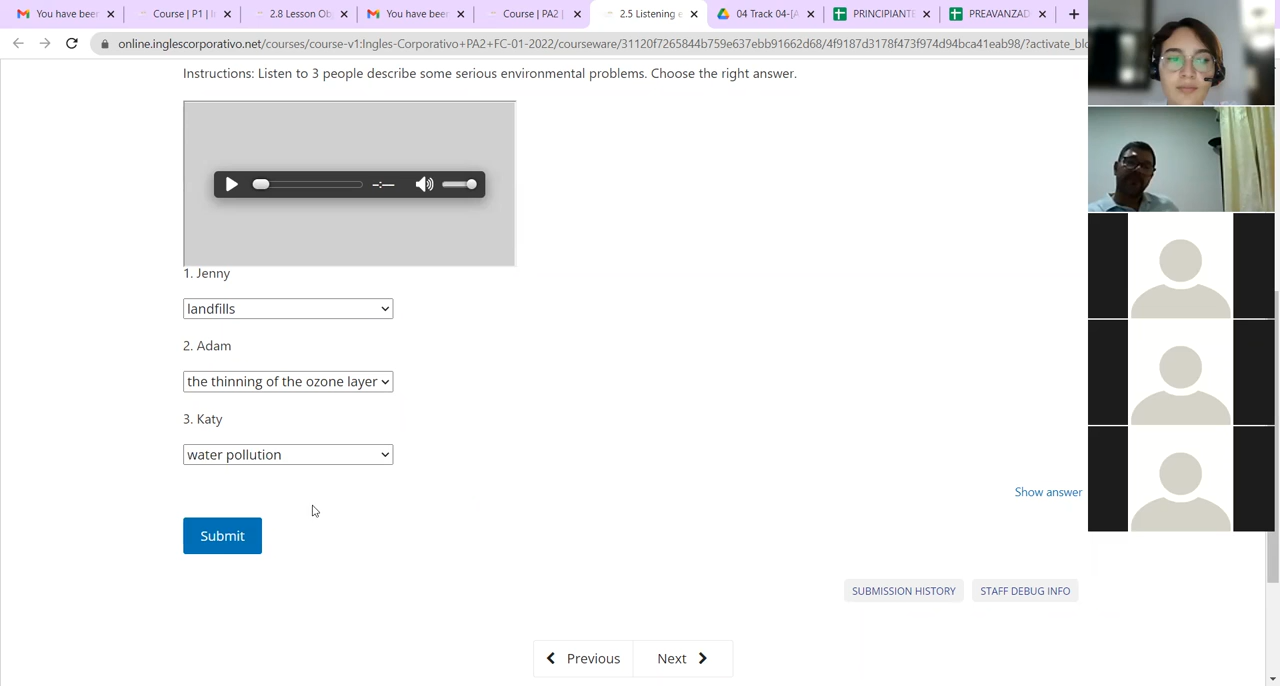 You have beer
Course | P1 | I
2.8 Lesson Ob
You have beer
Course | PA2 |
2.5 Listening
04 Track 04-[A
PRINCIPIANTE
PREAVANZAD
online.inglescorporativo.net/courses/course-v1:Ingles-Corporativo+PA2+FC-01-2022/courseware/31120f7265844b759e637ebb91662d68/4f9187d3178f473f974d94bca41eab98/?activate_blo
Instructions: Listen to 3 people describe some serious environmental problems. Choose the right answer.
-:--
1. Jenny
landfills
2. Adam
the thinning of the ozone layer
3. Katy
water pollution
Show answer
Submit
SUBMISSION HISTORY
STAFF DEBUG INFO
Previous
Next